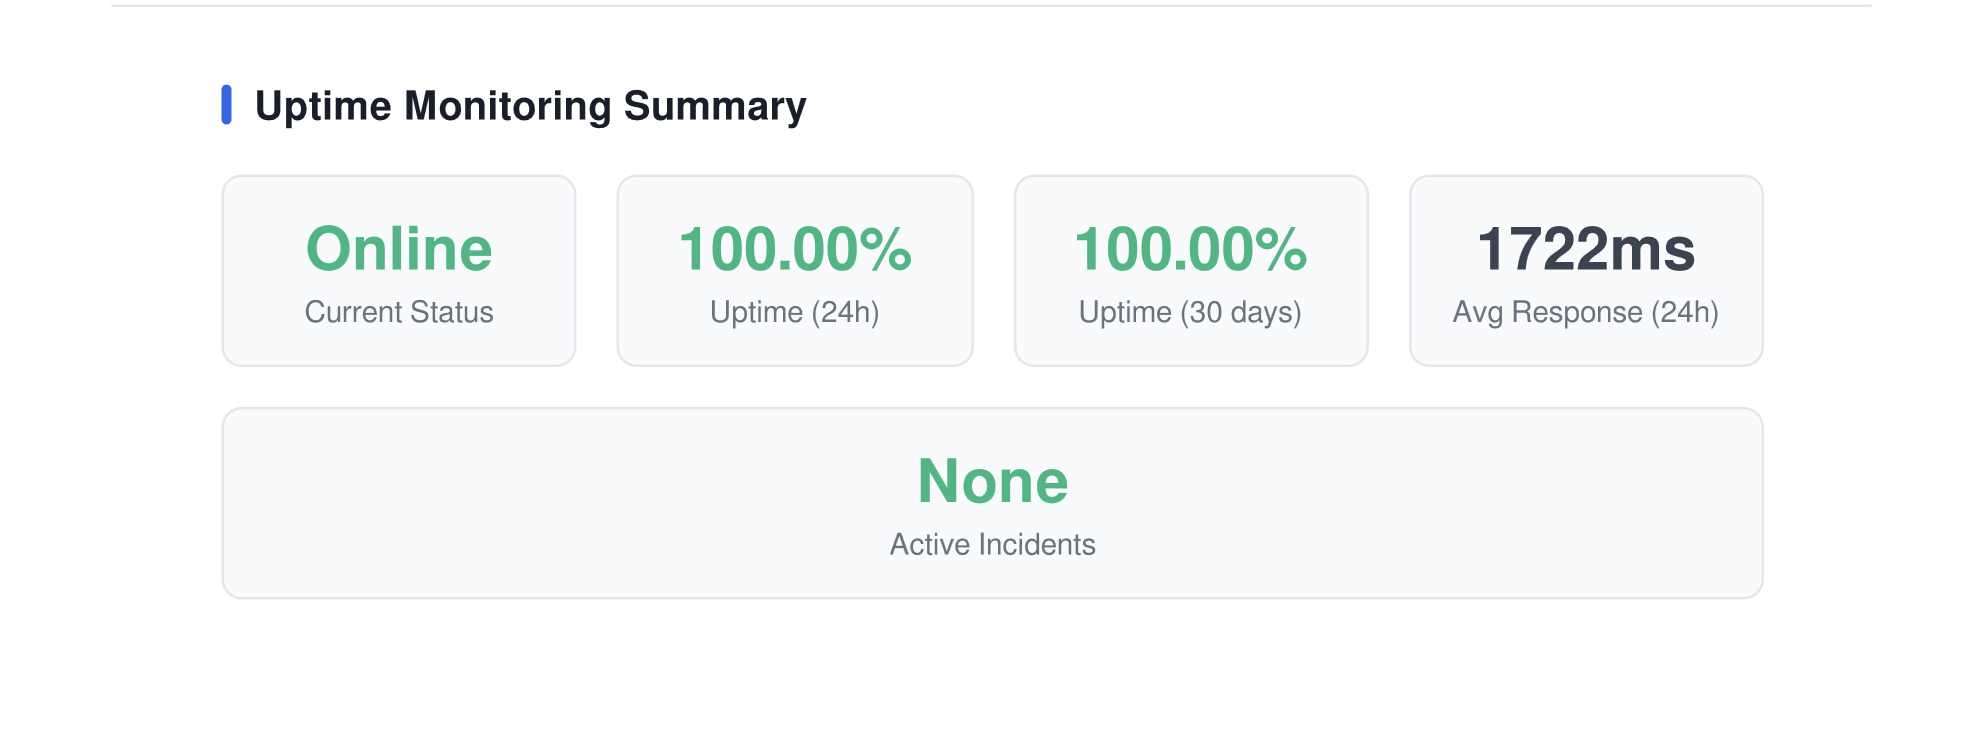 Uptime Monitoring Summary
Online
Current Status
100.00%
Uptime (24h)
100.00%
Uptime (30 days)
1722ms
Avg Response (24h)
None
Active Incidents